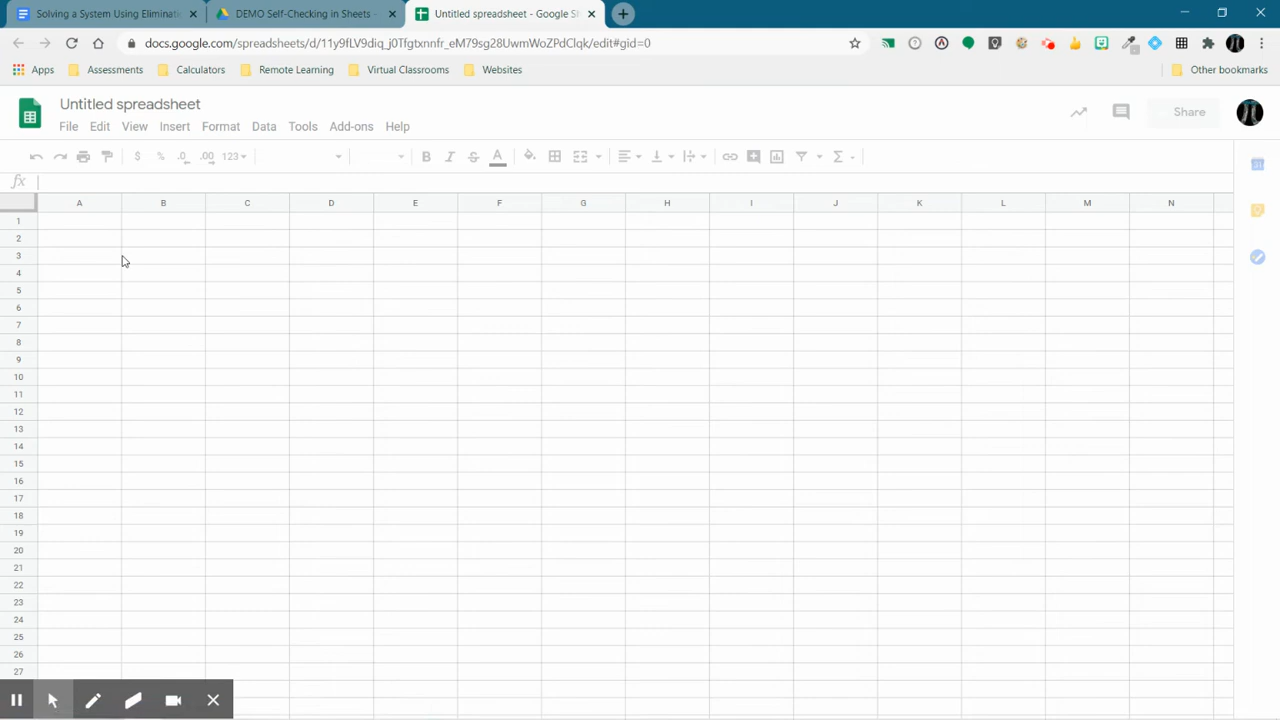 Solving a System Using Eliminati
DEMO Self-Checking in Sheets -
Untitled spreadsheet - Google Sh
docs.google.com/spreadsheets/d/11y9fLV9diq_j0Tfgtxnnfr_eM79sg28UwmWoZPdClqk/edit#gid=0
Apps Assessments Calculators Remote Learning Virtual Classrooms Websites Other bookmarks
Untitled spreadsheet
File Edit View Insert Format Data Tools Add-ons Help
Share
$ % .0 .00 123 B I S A Σ
fx
A B C D E F G H I J K L M N
1
2
3
4
5
6
7
8
9
10
11
12
13
14
15
16
17
18
19
20
21
22
23
24
25
26
27